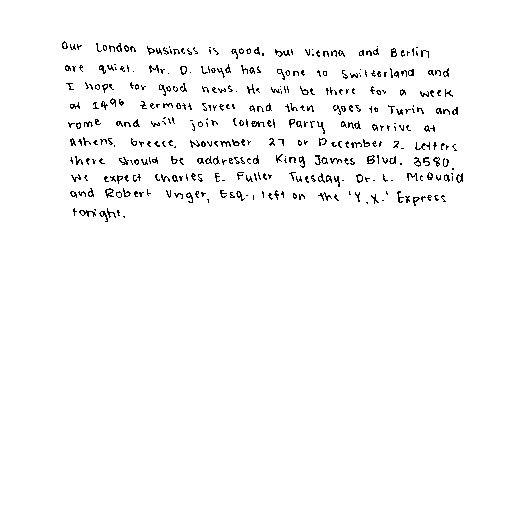 Our London business is good, but Vienna and Berlin
are quiet. Mr. D. Lloyd has gone to Switzerland and
I hope for good news. He will be there for a week
at 1496 Zermott Street and then goes to Turin and
rome and will join Colonel Parry and arrive at
Athens, Greece, November 27 or December 2. Letters
there should be addressed King James Blvd. 3580.
We expect Charles E. Fuller Tuesday. Dr. L. McQuaid
and Robert Unger, Esq., left on the 'Y.X.' Express
tonight.